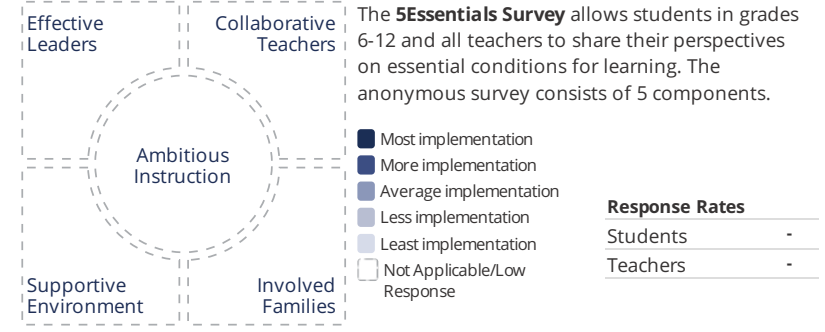 Effective
Leaders
Collaborative
Teachers
Ambitious
Instruction
Supportive
Environment
Involved
Families
The 5Essentials Survey allows students in grades
6-12 and all teachers to share their perspectives
on essential conditions for learning. The
anonymous survey consists of 5 components.
Most implementation
More implementation
Average implementation
Less implementation
Least implementation
Not Applicable/Low
Response
Response Rates
Students -
Teachers -